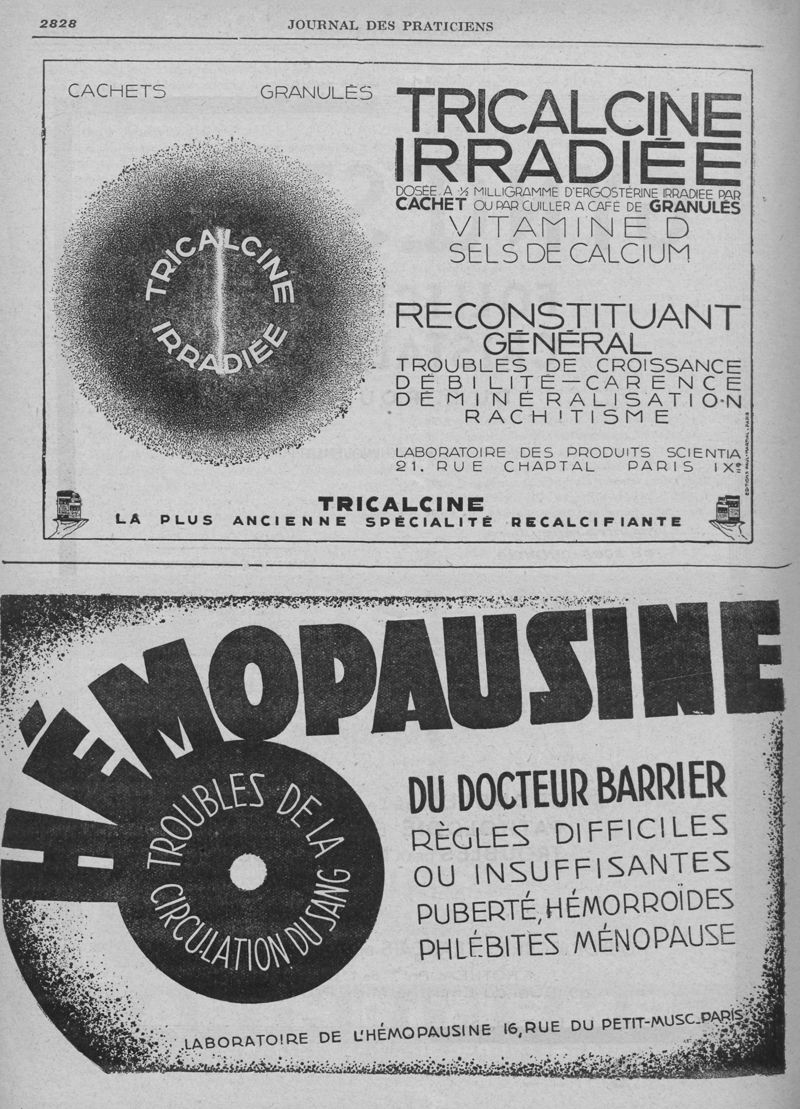 2828
JOURNAL DES PRATICIENS
CACHETS GRANULÉS
TRICALCINE
IRRADIÉE
TRICALCINE
IRRADIÉE
DOSÉE A ½ MILLIGRAMME D'ERGOSTÉRINE IRRADIÉE PAR
CACHET OU PAR CUILLER A CAFÉ DE GRANULÉS
VITAMINE D
SELS DE CALCIUM
RECONSTITUANT
GÉNÉRAL
TROUBLES DE CROISSANCE
DÉBILITÉ—CARENCE
DÉMINÉRALISATION
RACHITISME
LABORATOIRE DES PRODUITS SCIENTIA
21. RUE CHAPTAL PARIS IXe
EDITIONS PAUL-MARTIAL. PARIS
TRICALCINE
LA PLUS ANCIENNE SPÉCIALITÉ RECALCIFIANTE
HÉMOPAUSINE
TROUBLES DE LA
CIRCULATION DU SANG
DU DOCTEUR BARRIER
RÈGLES DIFFICILES
OU INSUFFISANTES
PUBERTÉ, HÉMORROÏDES
PHLÉBITES MÉNOPAUSE
LABORATOIRE DE L'HÉMOPAUSINE 16, RUE DU PETIT-MUSC_PARIS